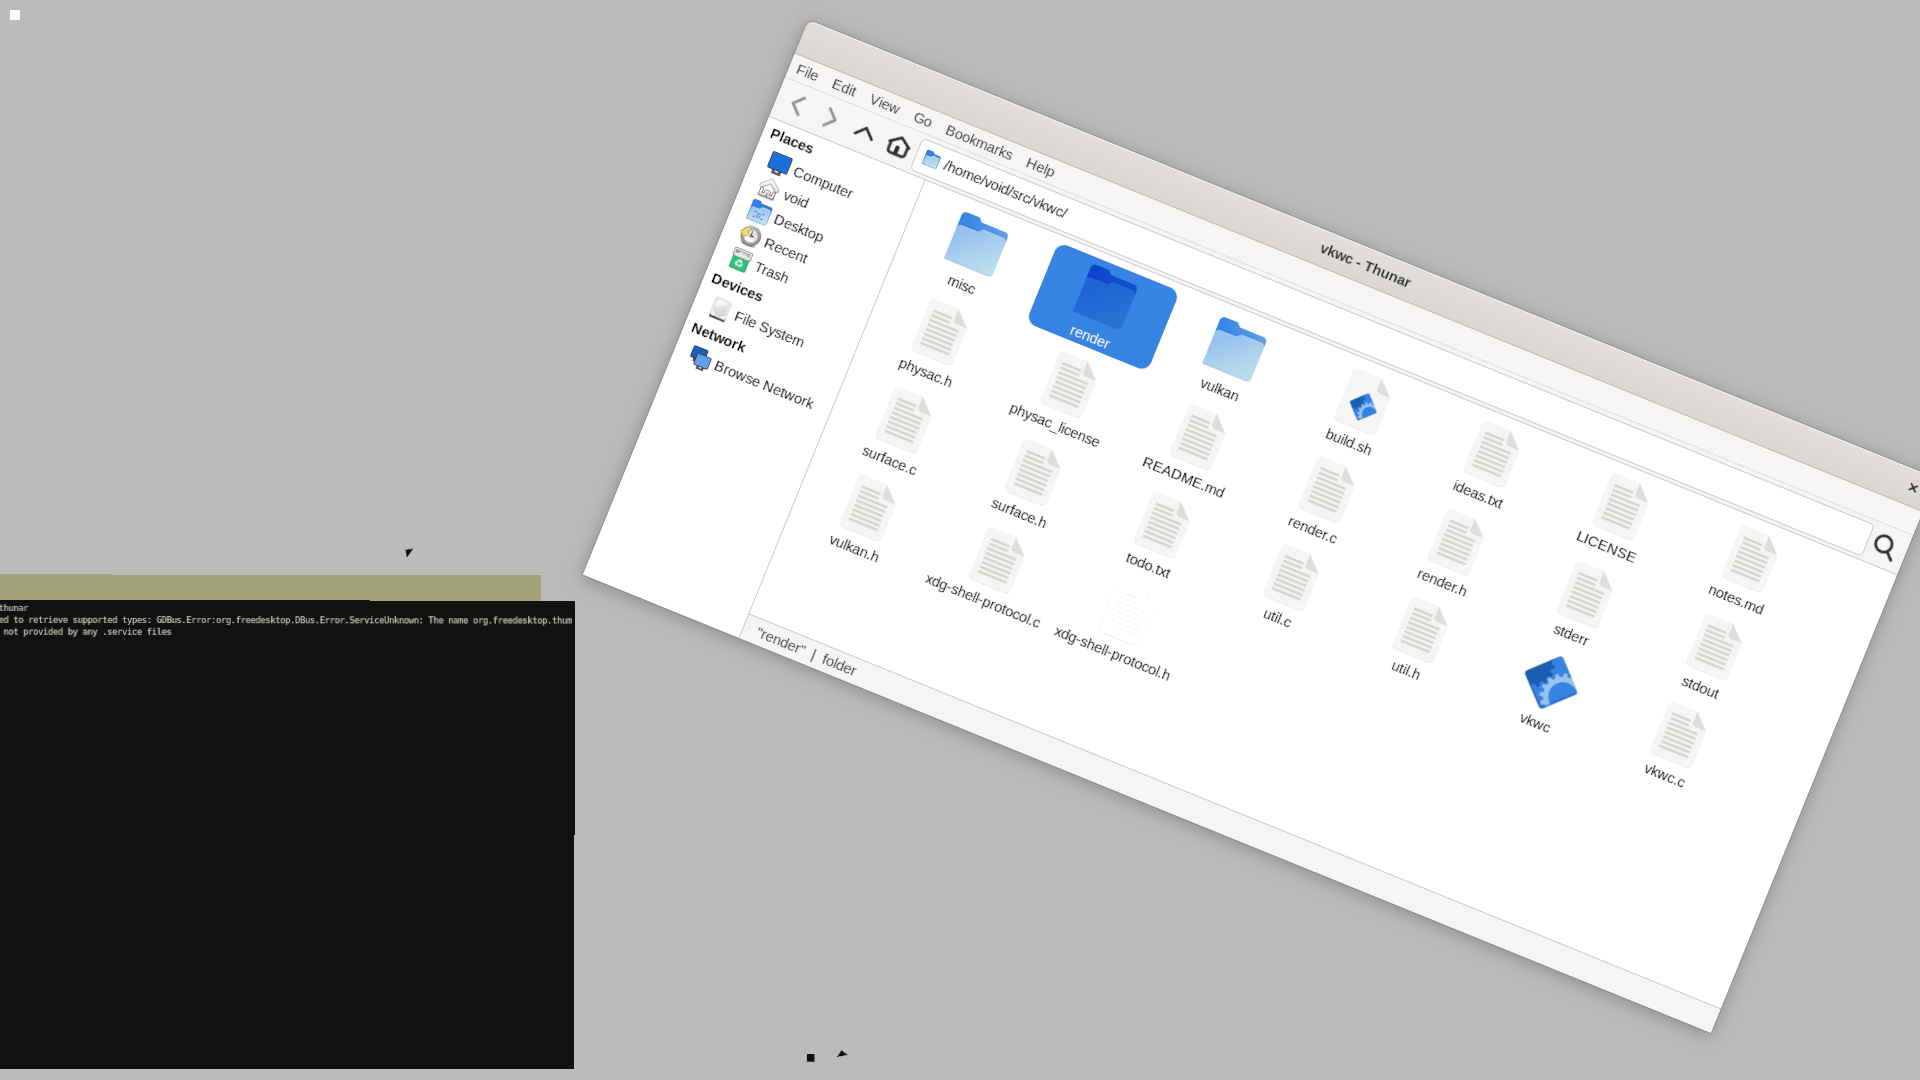 vkwc - Thunar
File Edit View Go Bookmarks Help
/home/void/src/vkwc/
Places
Computer
void
Desktop
Recent
Trash
Devices
File System
Network
Browse Network
misc
render
vulkan
build.sh
ideas.txt
LICENSE
notes.md
physac.h
physac_license
README.md
render.c
render.h
stderr
stdout
surface.c
surface.h
todo.txt
util.c
util.h
vkwc
vkwc.c
vulkan.h
xdg-shell-protocol.c
xdg-shell-protocol.h
"render" | folder
thunar
ed to retrieve supported types: GDBus.Error:org.freedesktop.DBus.Error.ServiceUnknown: The name org.freedesktop.thum
not provided by any .service files